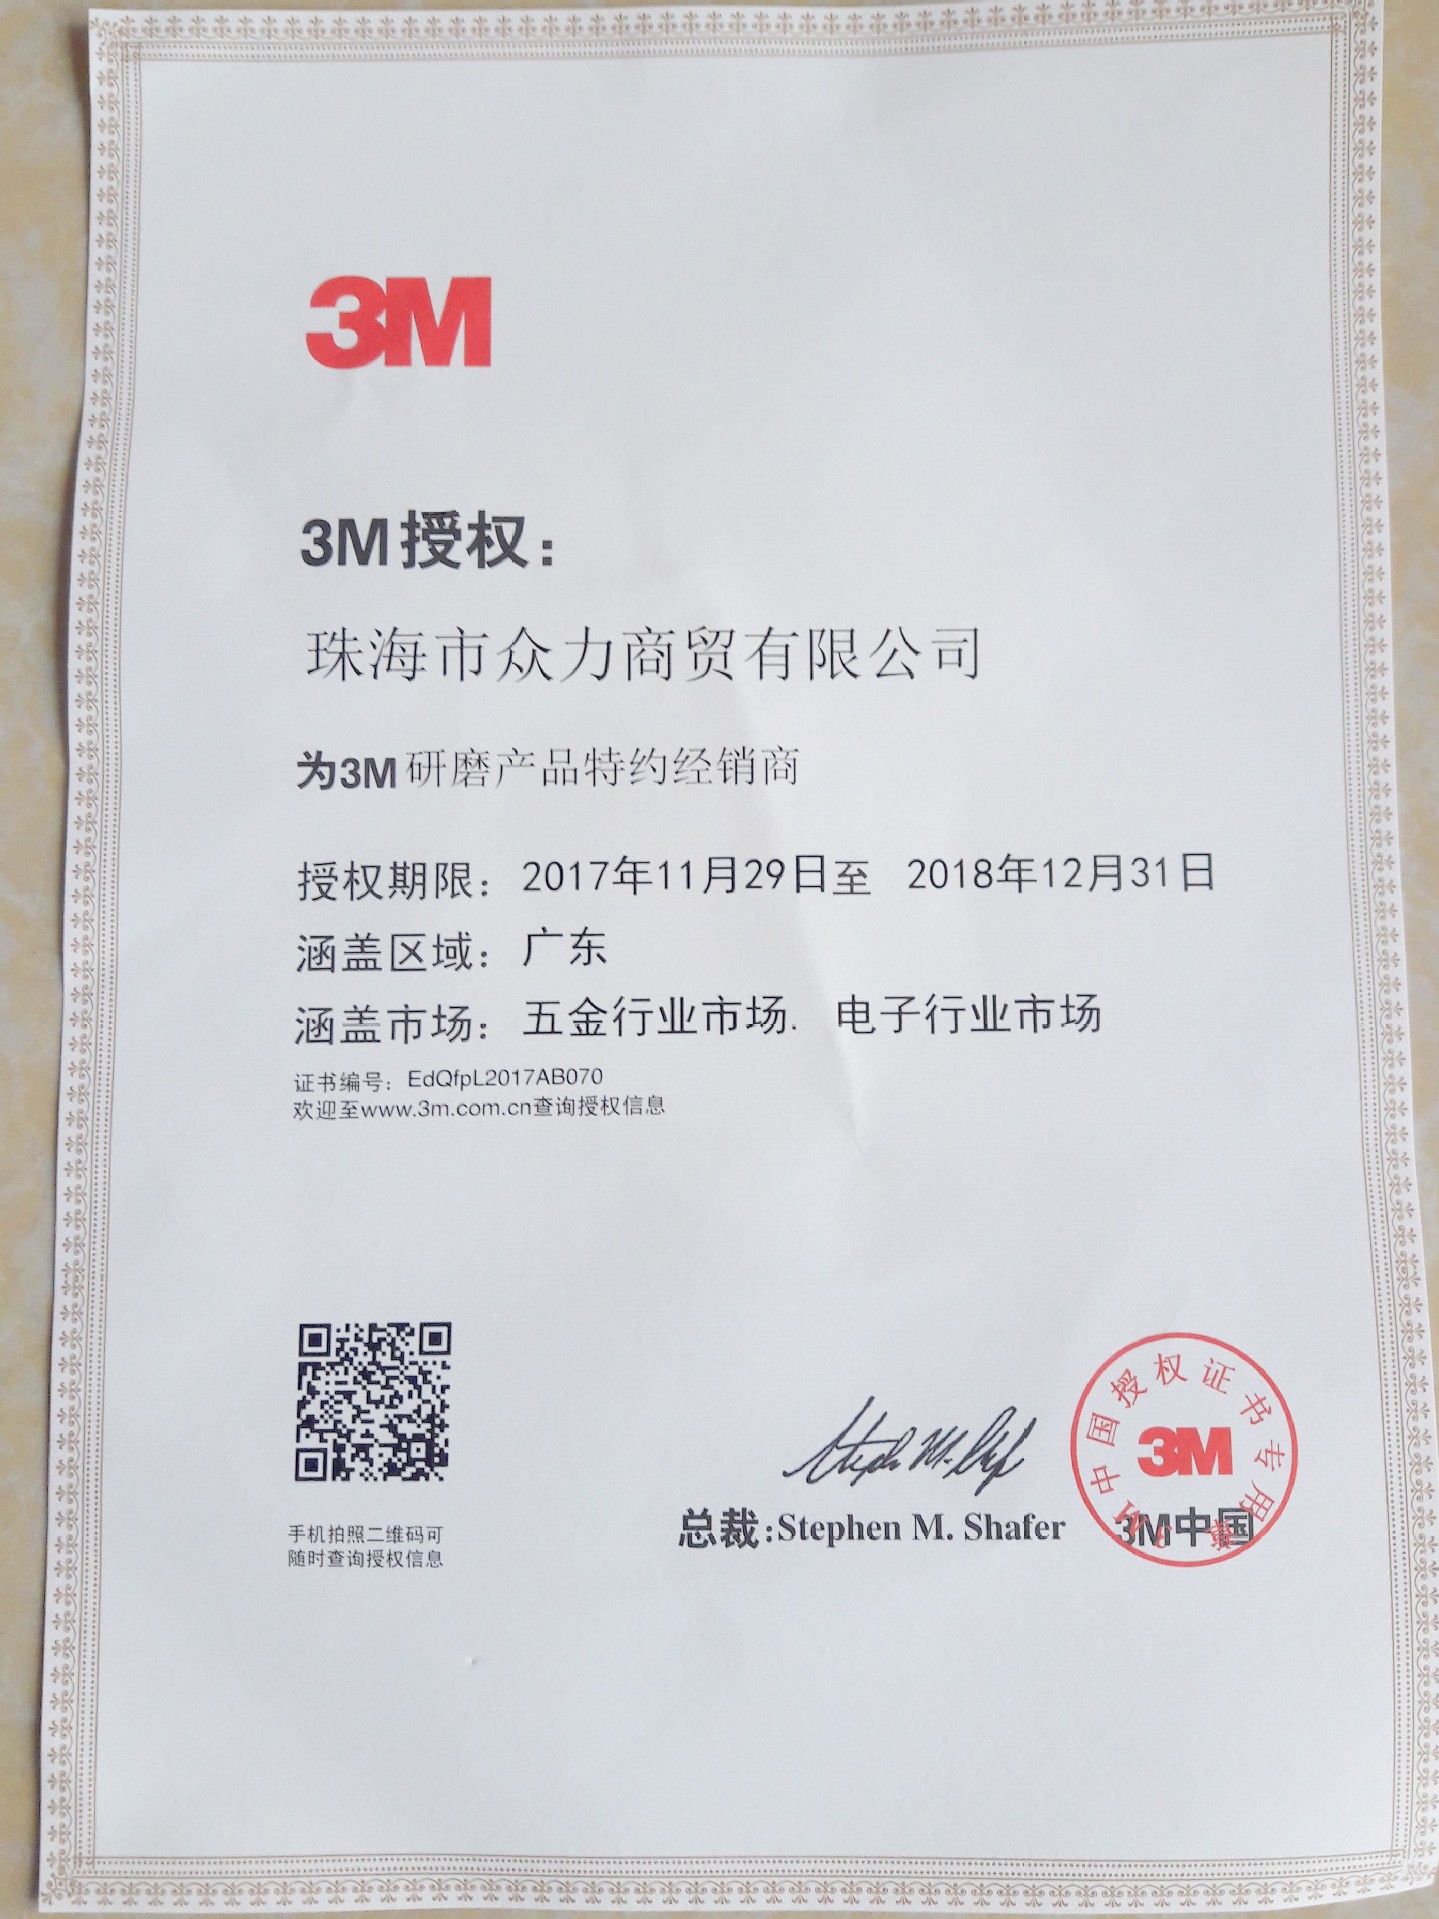 3M
3M授权：
珠海市众力商贸有限公司
为3M研磨产品特约经销商
授权期限：2017年11月29日至 2018年12月31日
涵盖区域：广东
涵盖市场：五金行业市场. 电子行业市场
证书编号：EdQfpL2017AB070
欢迎至www.3m.com.cn查询授权信息
手机拍照二维码可
随时查询授权信息
Stephen M. Shafer
总裁:Stephen M. Shafer
3M中国
3M中国授权证书专用章
3M